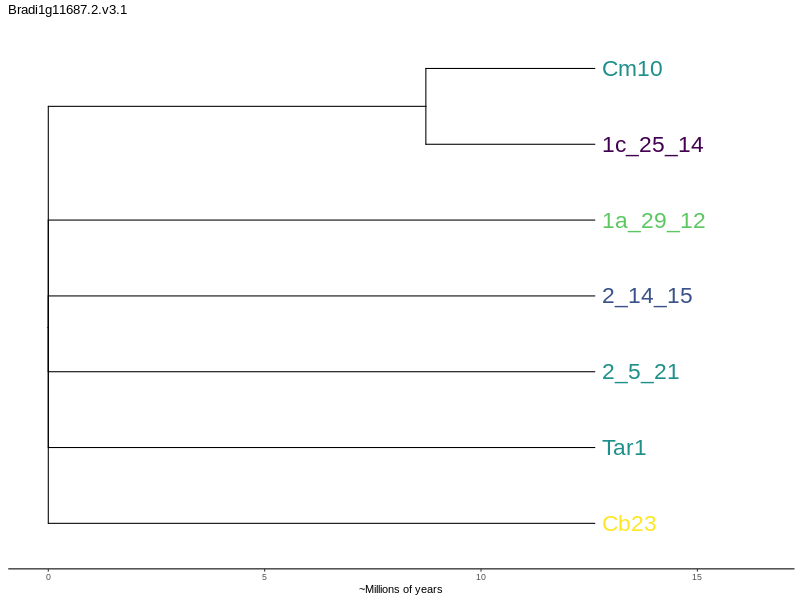 Bradi1g11687.2.v3.1
Cm10
1c_25_14
1a_29_12
2_14_15
2_5_21
Tar1
Cb23
0 5 10 15
~Millions of years